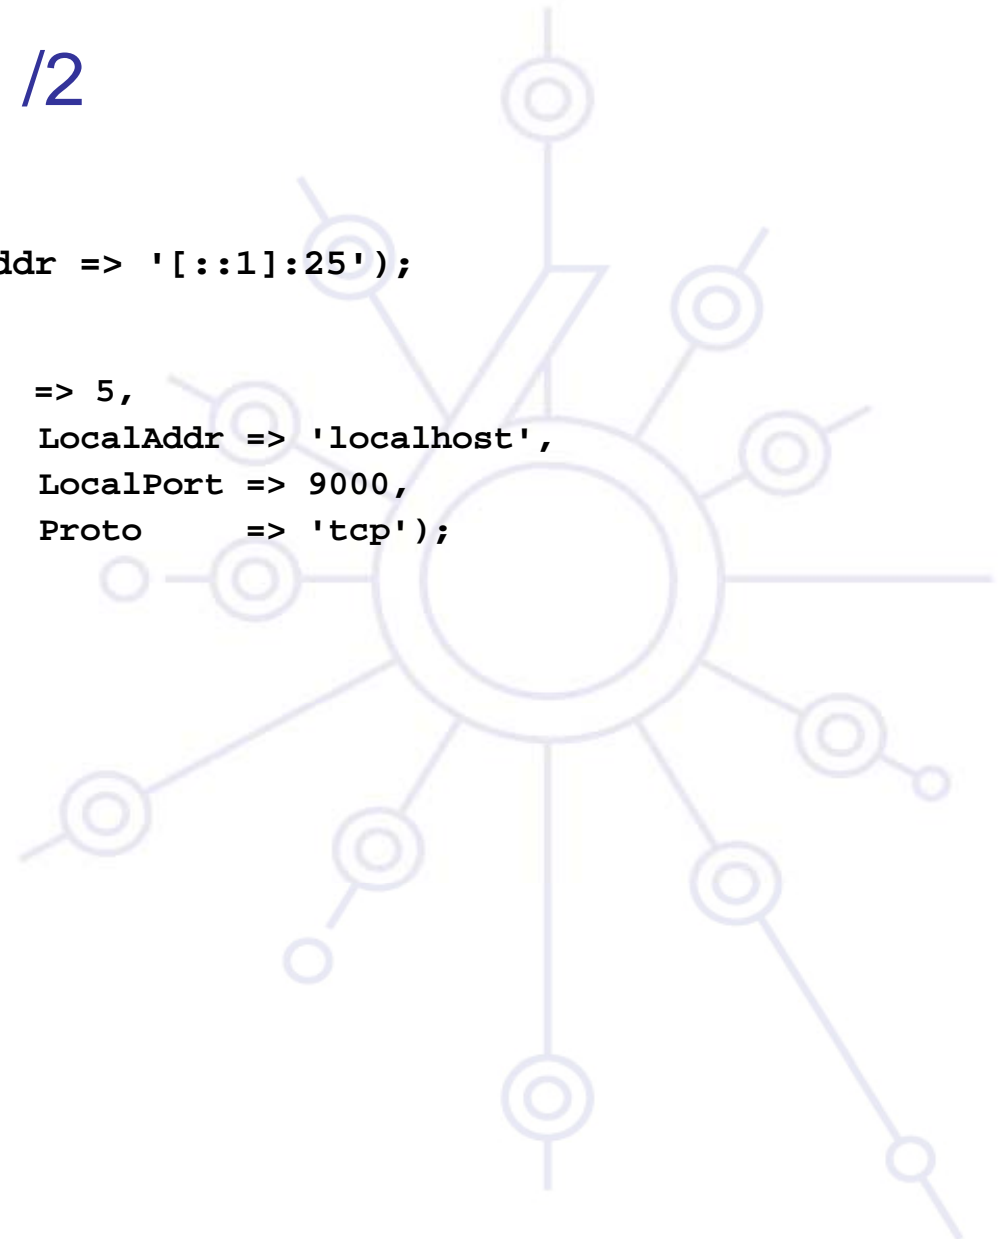 /2
ddr => '[::1]:25');
=> 5,
LocalAddr => 'localhost',
LocalPort => 9000,
Proto => 'tcp');